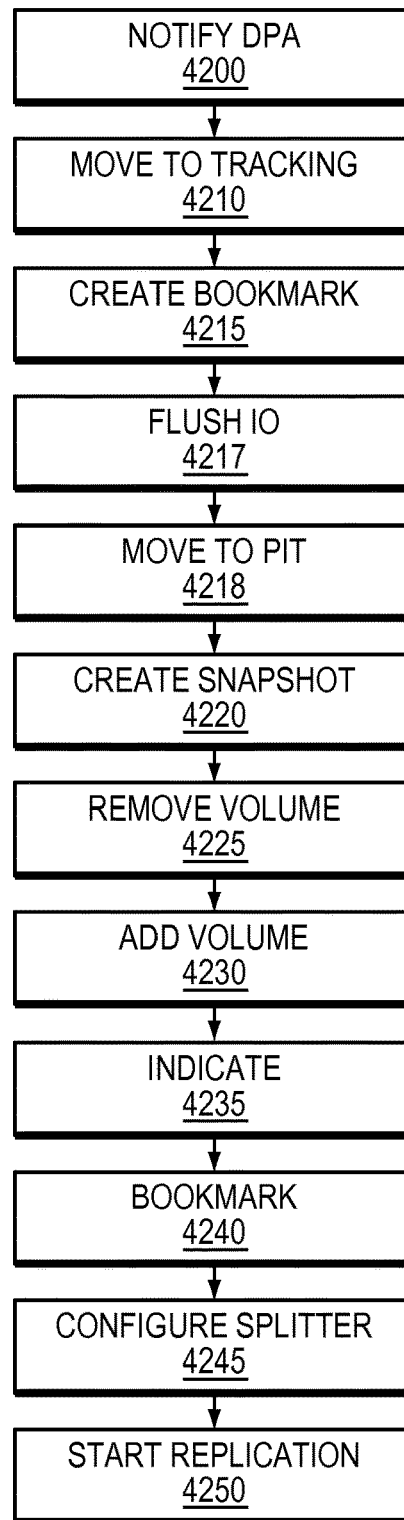 NOTIFY DPA
4200
MOVE TO TRACKING
4210
CREATE BOOKMARK
4215
FLUSH IO
4217
MOVE TO PIT
4218
CREATE SNAPSHOT
4220
REMOVE VOLUME
4225
ADD VOLUME
4230
INDICATE
4235
BOOKMARK
4240
CONFIGURE SPLITTER
4245
START REPLICATION
4250